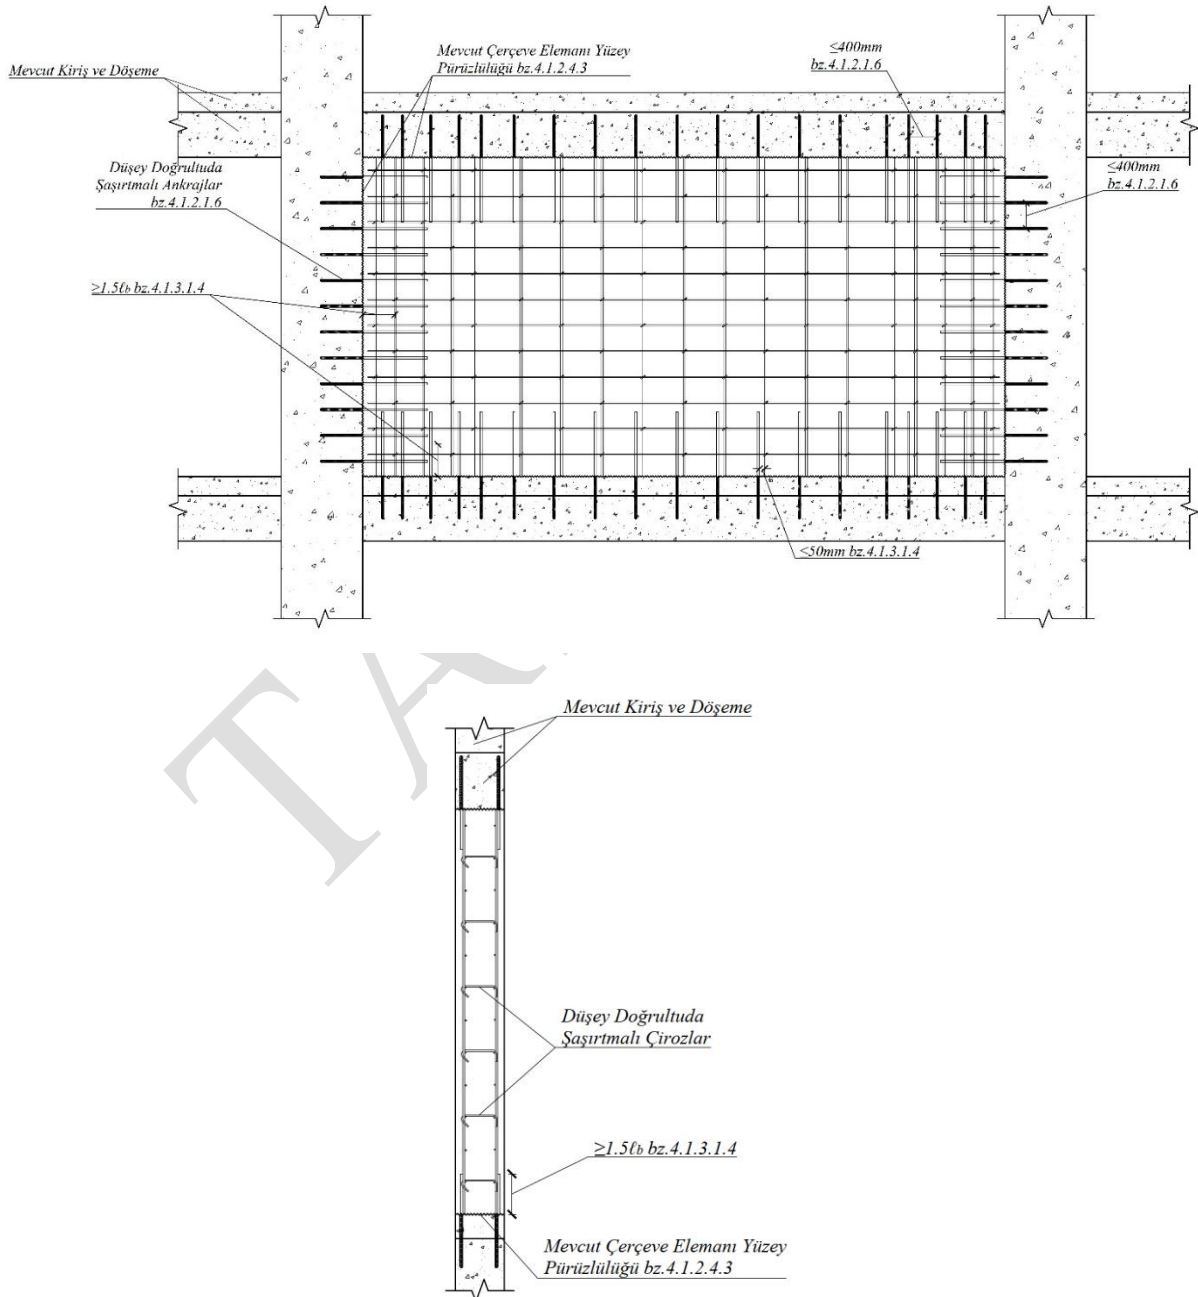 Mevcut Kiriş ve Döşeme
Mevcut Çerçeve Elemanı Yüzey
Pürüzlülüğü bz.4.1.2.4.3
≤400mm
bz.4.1.2.1.6
Düşey Doğrultuda
Şaşırtmalı Ankrajlar
bz.4.1.2.1.6
≤400mm
bz.4.1.2.1.6
≥1.5ℓb bz.4.1.3.1.4
≤50mm bz.4.1.3.1.4
TA
Mevcut Kiriş ve Döşeme
Düşey Doğrultuda
Şaşırtmalı Çirozlar
≥1.5ℓb bz.4.1.3.1.4
Mevcut Çerçeve Elemanı Yüzey
Pürüzlülüğü bz.4.1.2.4.3